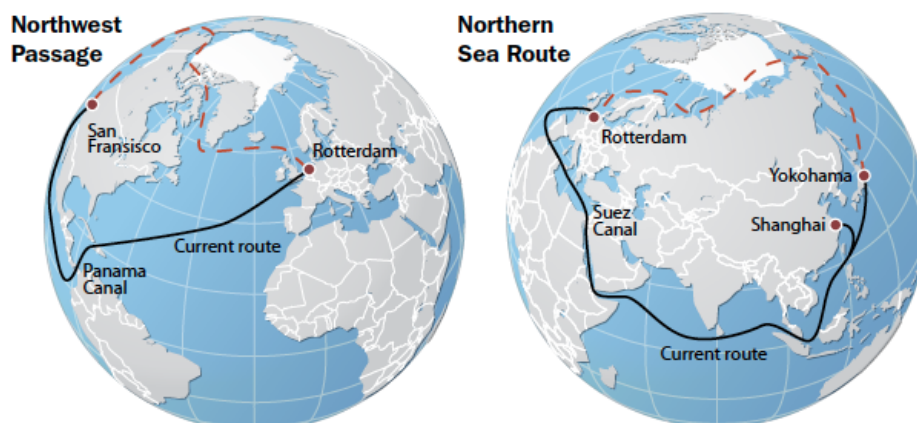 Northwest
Passage
San
Fransisco
Rotterdam
Current route
Panama
Canal
Northern
Sea Route
Rotterdam
Yokohama
Suez
Canal
Shanghai
Current route